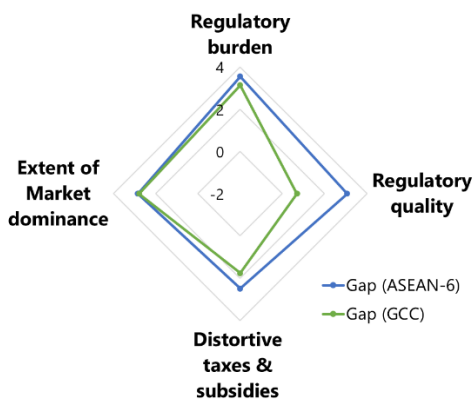 Regulatory
burden
4
2
0
-2
Extent of
Market
dominance
Regulatory
quality
Gap (ASEAN-6)
Gap (GCC)
Distortive
taxes &
subsidies